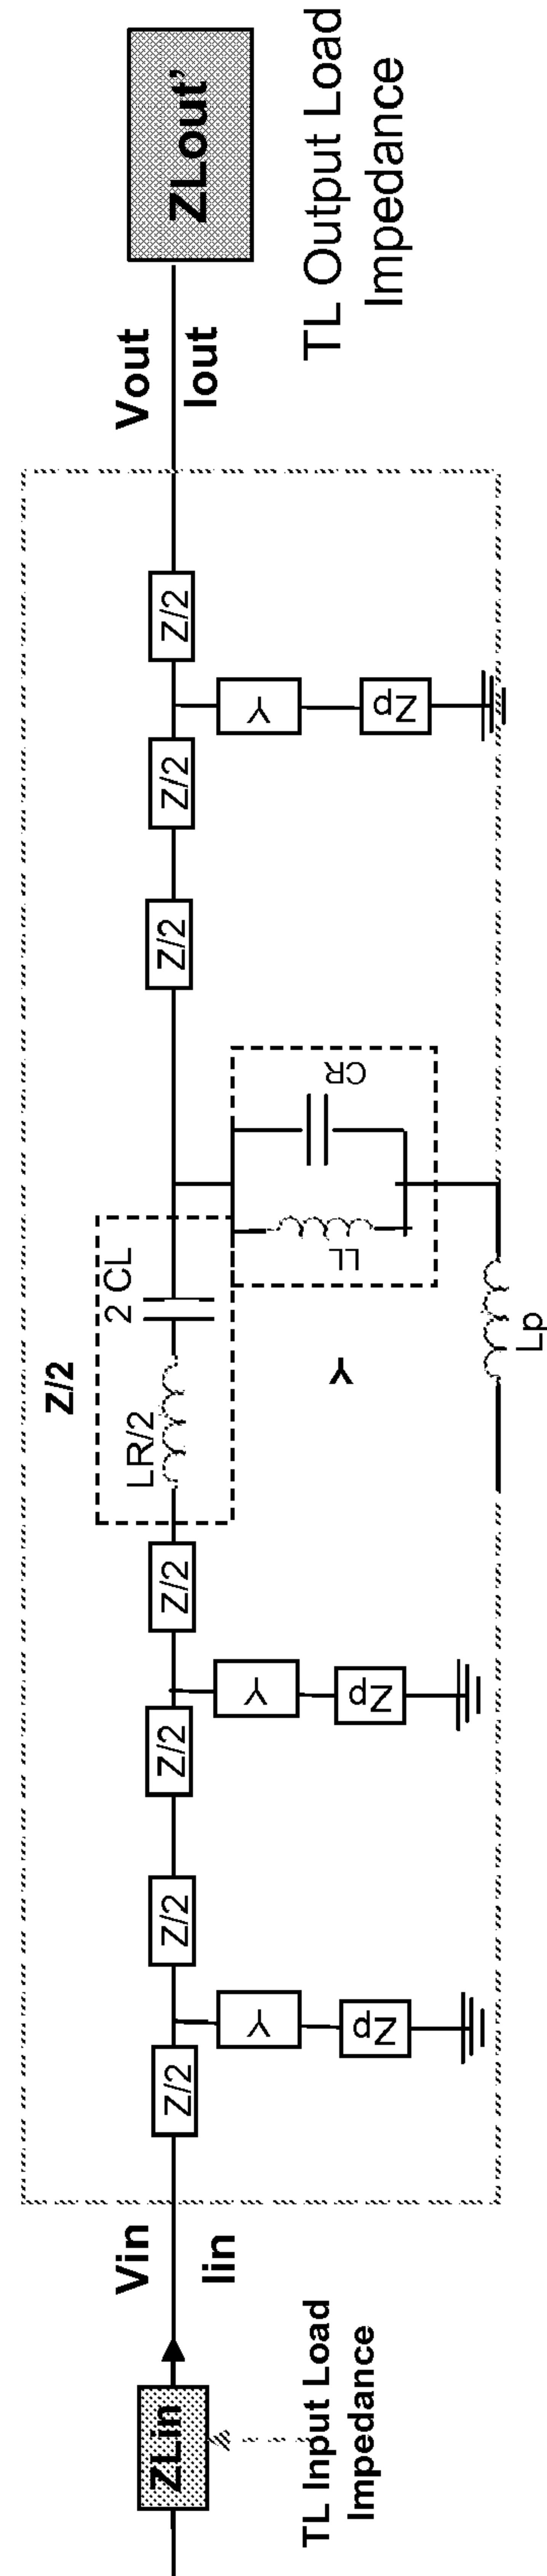 ZLin
TL Input Load
Impedance
Vin
Iin
Z/2
Y
Zp
Z/2
Z/2
Y
Zp
Z/2
Z/2
LR/2
2 CL
Y
LL
CR
Lp
Z/2
Z/2
Y
Zp
Z/2
Vout
Iout
ZLout'
TL Output Load
Impedance